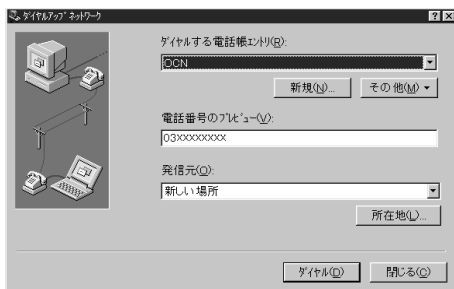 ダイヤルアップ ネットワーク
ダイヤルする電話帳エントリ(R):
OCN
新規(N)... その他(M)
電話番号のプレビュー(V):
03XXXXXXXX
発信元(O):
新しい場所
所在地(L)...
ダイヤル(D) 閉じる(C)